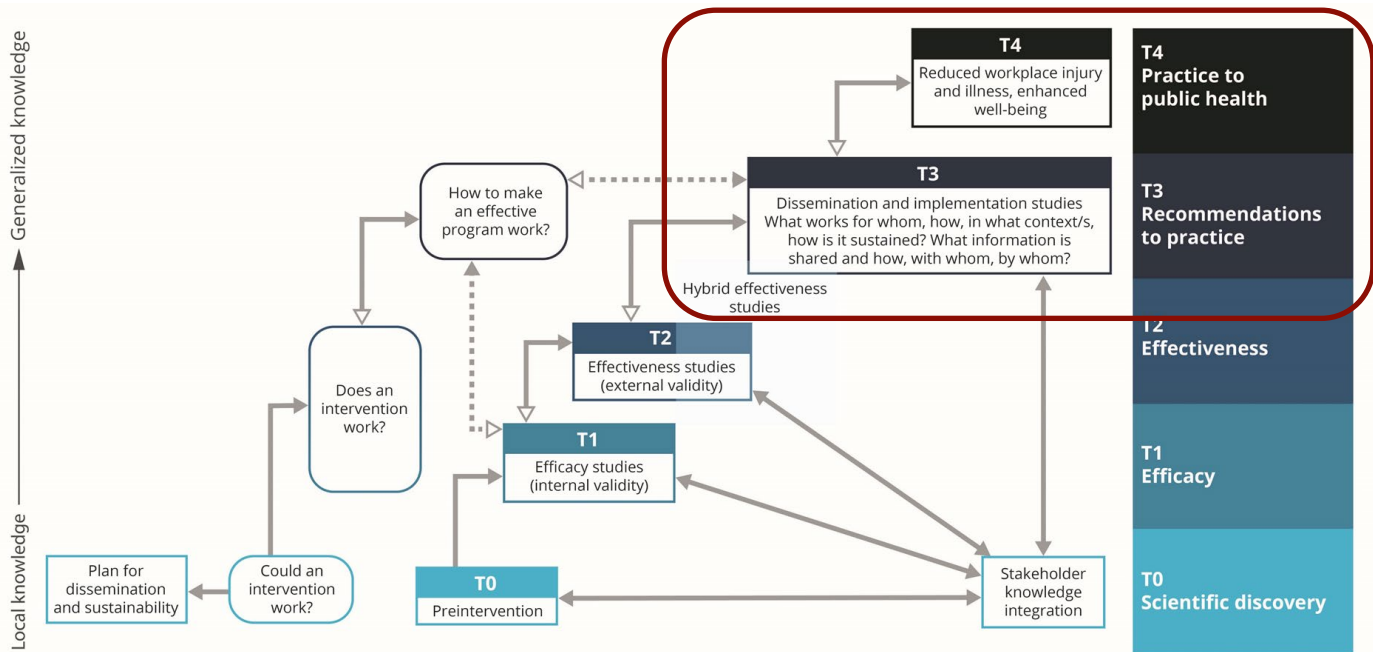 Generalized knowledge
Local knowledge
T4
Reduced workplace injury
and illness, enhanced
well-being
T4
Practice to
public health
How to make
an effective
program work?
T3
Dissemination and implementation studies
What works for whom, how, in what context/s,
how is it sustained? What information is
shared and how, with whom, by whom?
T3
Recommendations
to practice
Hybrid effectiveness
studies
Does an
intervention
work?
T2
Effectiveness studies
(external validity)
T2
Effectiveness
T1
Efficacy studies
(internal validity)
T1
Efficacy
Plan for
dissemination
and sustainability
Could an
intervention
work?
T0
Preintervention
Stakeholder
knowledge
integration
T0
Scientific discovery